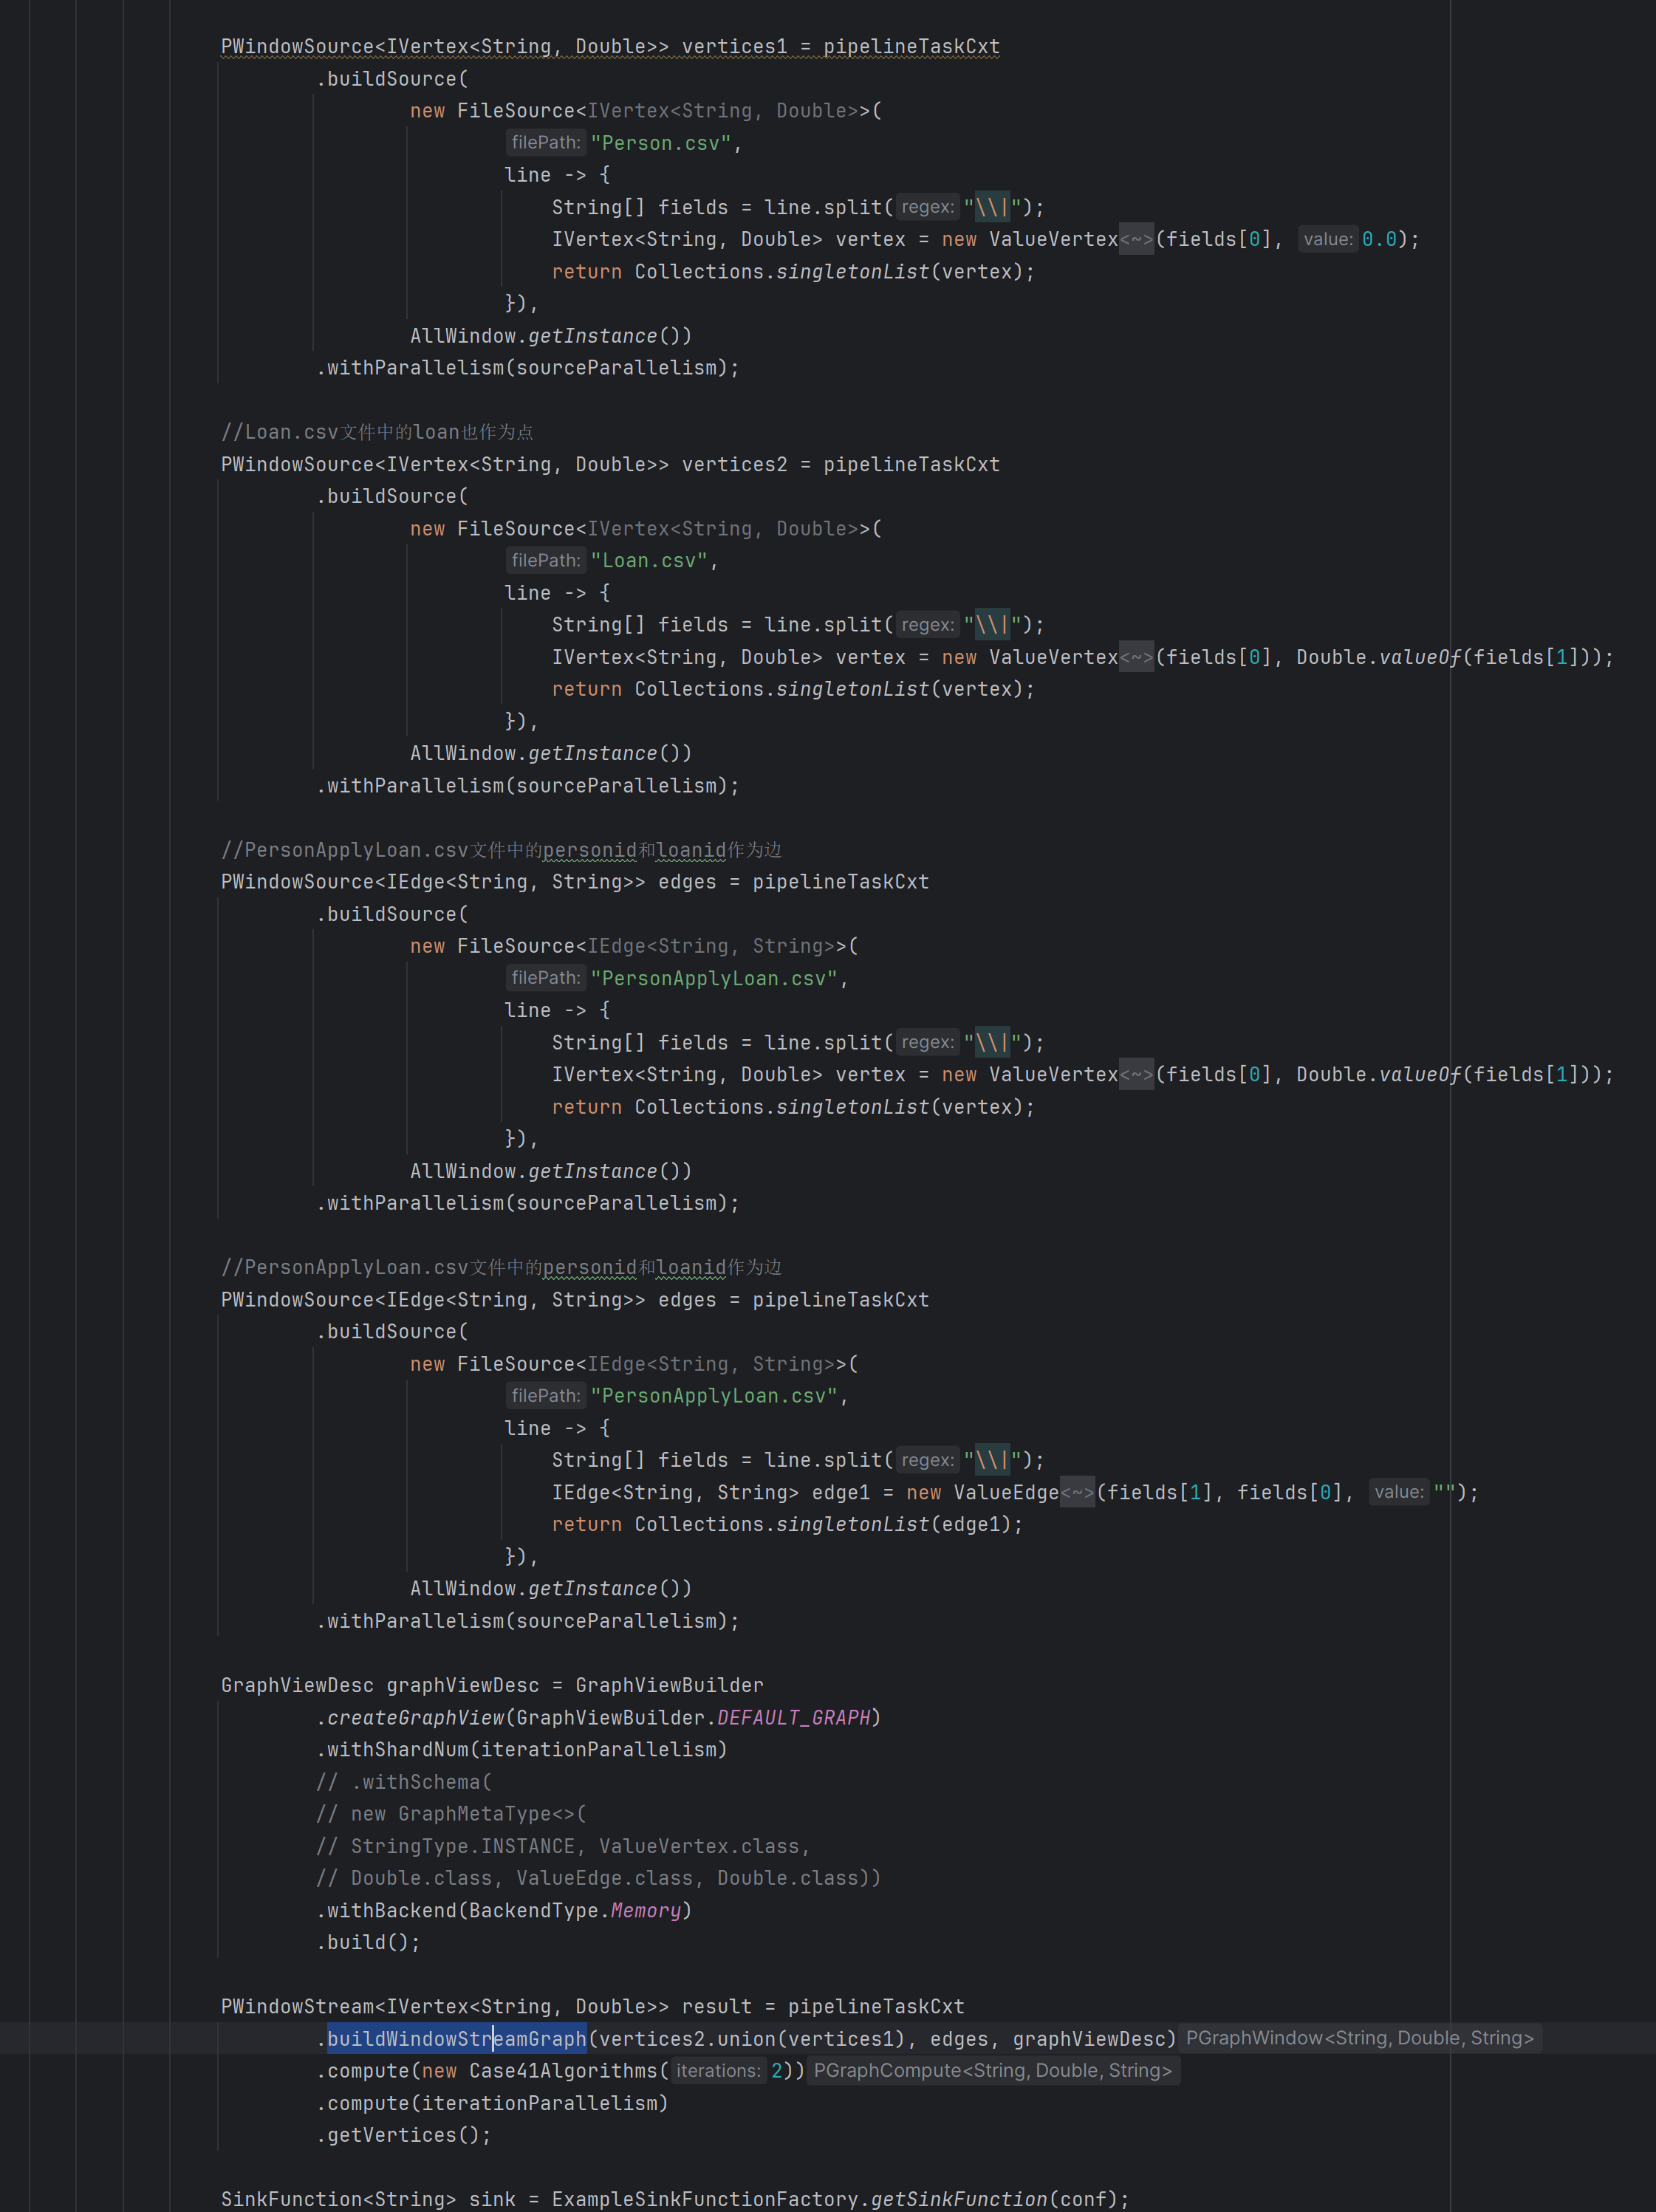 PWindowSource<IVertex<String, Double>> vertices1 = pipelineTaskCxt
.buildSource(
new FileSource<IVertex<String, Double>>(
filePath: "Person.csv",
line -> {
String[] fields = line.split( regex: "\\|");
IVertex<String, Double> vertex = new ValueVertex<~>(fields[0], value: 0.0);
return Collections.singletonList(vertex);
}),
AllWindow.getInstance())
.withParallelism(sourceParallelism);
//Loan.csv文件中的loan也作为点
PWindowSource<IVertex<String, Double>> vertices2 = pipelineTaskCxt
.buildSource(
new FileSource<IVertex<String, Double>>(
filePath: "Loan.csv",
line -> {
String[] fields = line.split( regex: "\\|");
IVertex<String, Double> vertex = new ValueVertex<~>(fields[0], Double.valueOf(fields[1]));
return Collections.singletonList(vertex);
}),
AllWindow.getInstance())
.withParallelism(sourceParallelism);
//PersonApplyLoan.csv文件中的personid和loanid作为边
PWindowSource<IEdge<String, String>> edges = pipelineTaskCxt
.buildSource(
new FileSource<IEdge<String, String>>(
filePath: "PersonApplyLoan.csv",
line -> {
String[] fields = line.split( regex: "\\|");
IVertex<String, Double> vertex = new ValueVertex<~>(fields[0], Double.valueOf(fields[1]));
return Collections.singletonList(vertex);
}),
AllWindow.getInstance())
.withParallelism(sourceParallelism);
//PersonApplyLoan.csv文件中的personid和loanid作为边
PWindowSource<IEdge<String, String>> edges = pipelineTaskCxt
.buildSource(
new FileSource<IEdge<String, String>>(
filePath: "PersonApplyLoan.csv",
line -> {
String[] fields = line.split( regex: "\\|");
IEdge<String, String> edge1 = new ValueEdge<~>(fields[1], fields[0], value: "");
return Collections.singletonList(edge1);
}),
AllWindow.getInstance())
.withParallelism(sourceParallelism);
GraphViewDesc graphViewDesc = GraphViewBuilder
.createGraphView(GraphViewBuilder.DEFAULT_GRAPH)
.withShardNum(iterationParallelism)
// .withSchema(
// new GraphMetaType<>(
// StringType.INSTANCE, ValueVertex.class,
// Double.class, ValueEdge.class, Double.class))
.withBackend(BackendType.Memory)
.build();
PWindowStream<IVertex<String, Double>> result = pipelineTaskCxt
.buildWindowStreamGraph(vertices2.union(vertices1), edges, graphViewDesc) PGraphWindow<String, Double, String>
.compute(new Case41Algorithms( iterations: 2)) PGraphCompute<String, Double, String>
.compute(iterationParallelism)
.getVertices();
SinkFunction<String> sink = ExampleSinkFunctionFactory.getSinkFunction(conf);